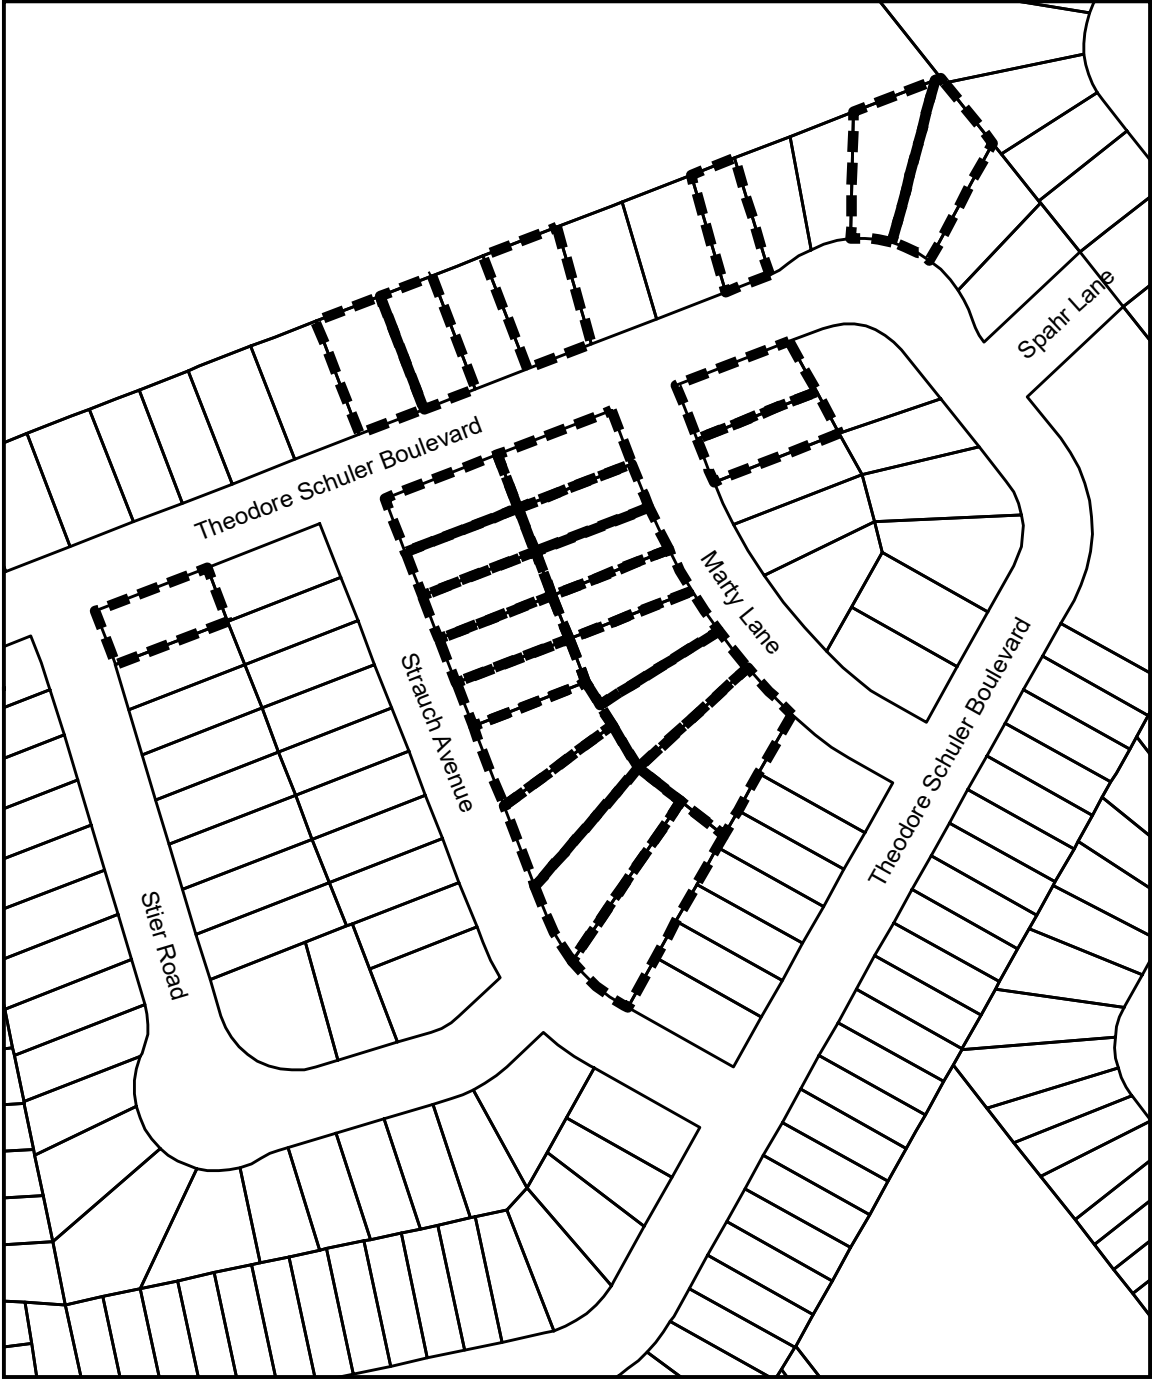 Spahr Lane
Theodore Schuler Boulevard
Marty Lane
Strauch Avenue
Theodore Schuler Boulevard
Stier Road